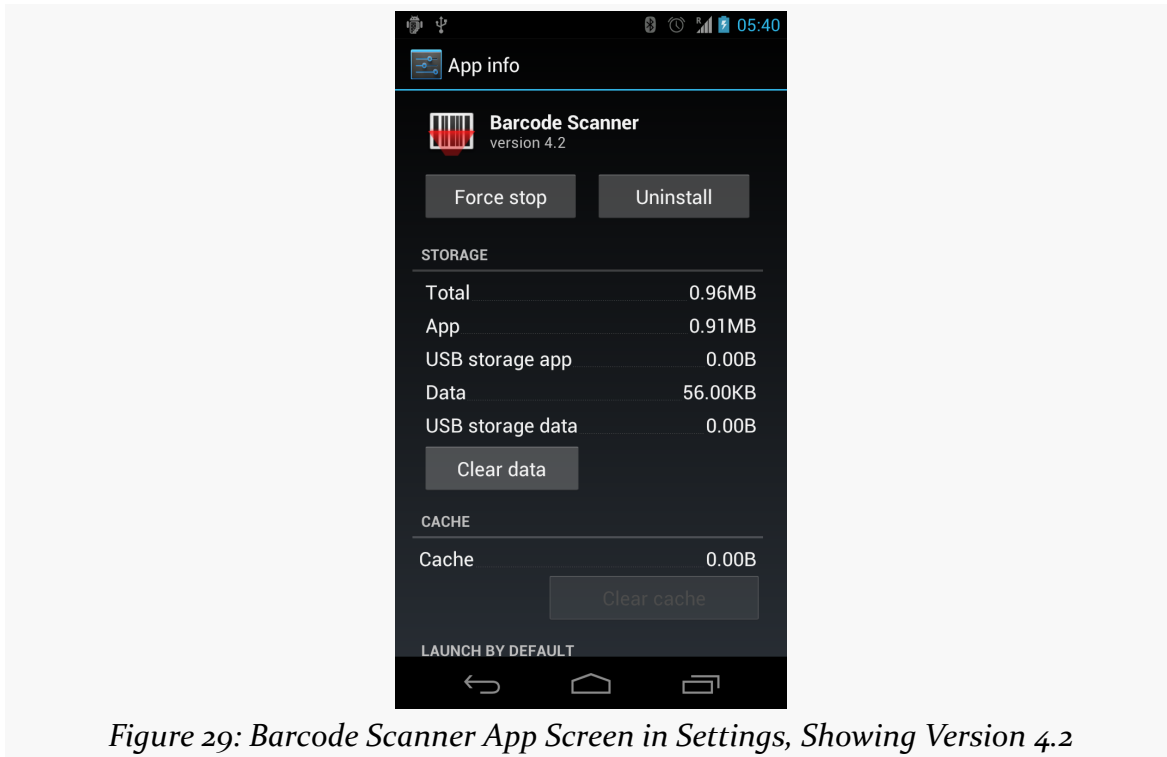 R 05:40
App info
Barcode Scanner
version 4.2
Force stop Uninstall
STORAGE
Total 0.96MB
App 0.91MB
USB storage app 0.00B
Data 56.00KB
USB storage data 0.00B
Clear data
CACHE
Cache 0.00B
Clear cache
LAUNCH BY DEFAULT
Figure 29: Barcode Scanner App Screen in Settings, Showing Version 4.2